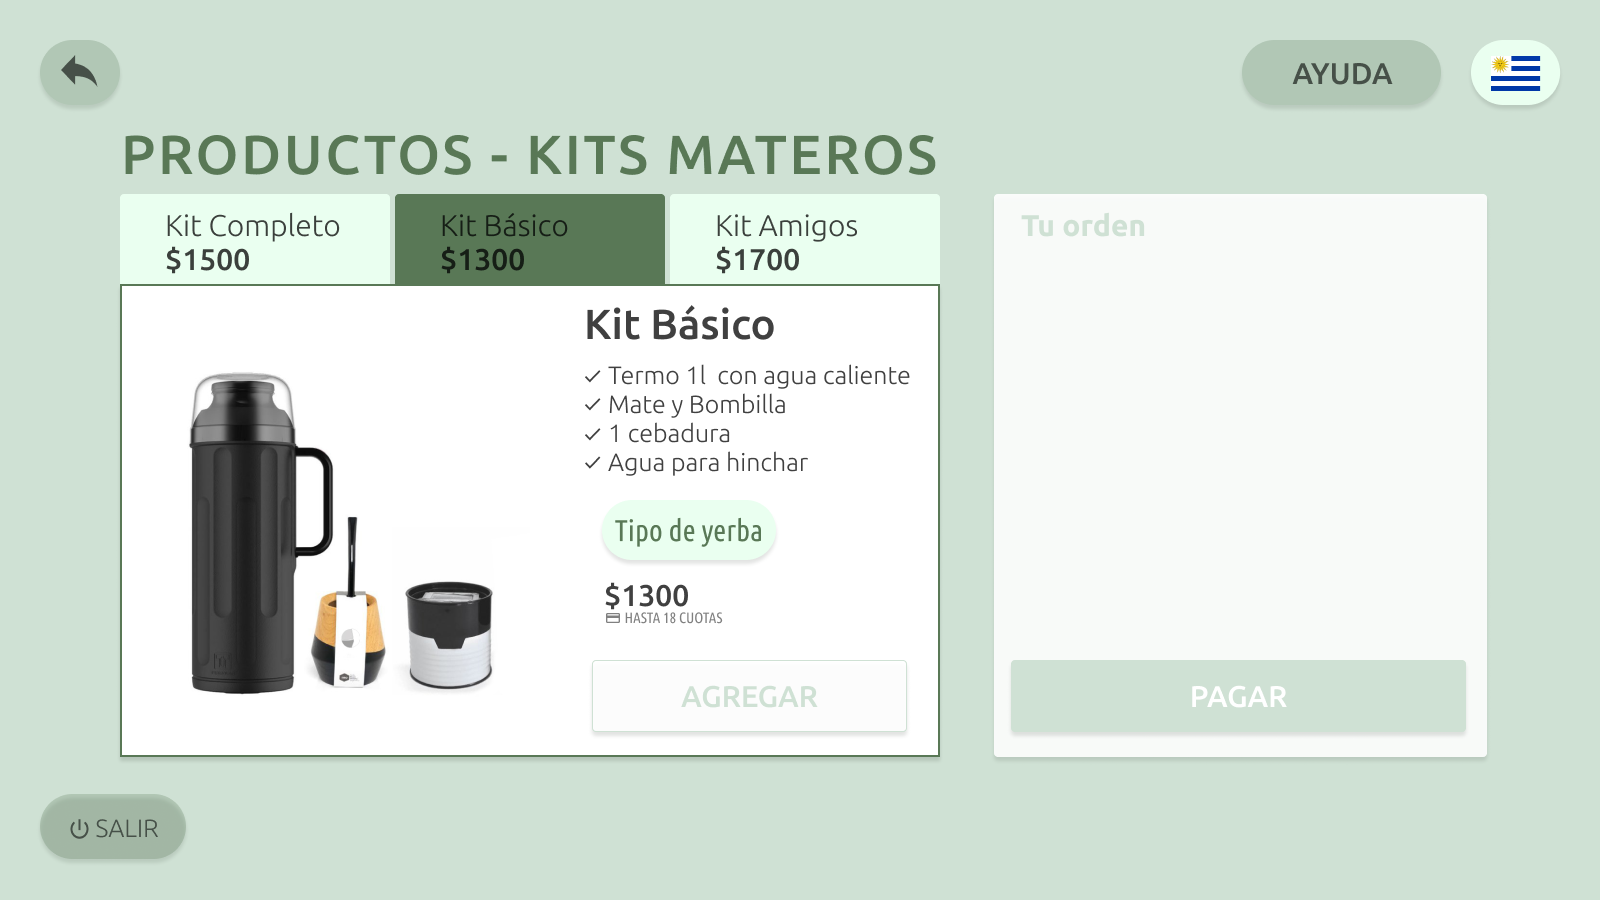 AYUDA
PRODUCTOS - KITS MATEROS
Kit Completo
$1500
Kit Básico
$1300
Kit Amigos
$1700
Kit Básico
Termo 1l con agua caliente
Mate y Bombilla
1 cebadura
Agua para hinchar
Tipo de yerba
$1300
HASTA 18 CUOTAS
AGREGAR
Tu orden
PAGAR
SALIR